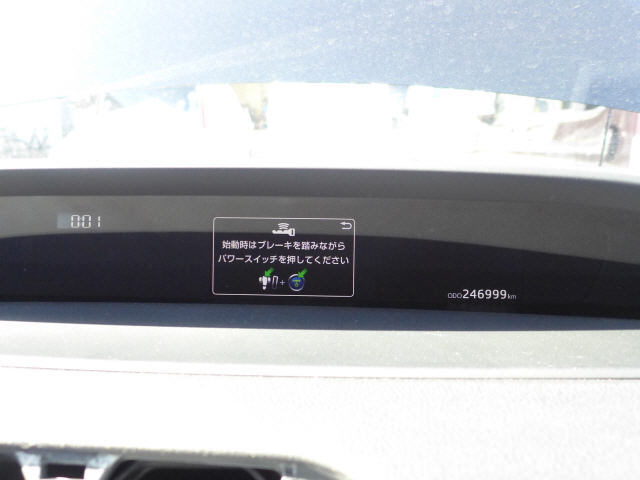 001
始動時はブレーキを踏みながら
パワースイッチを押してください
+
ODO246999km